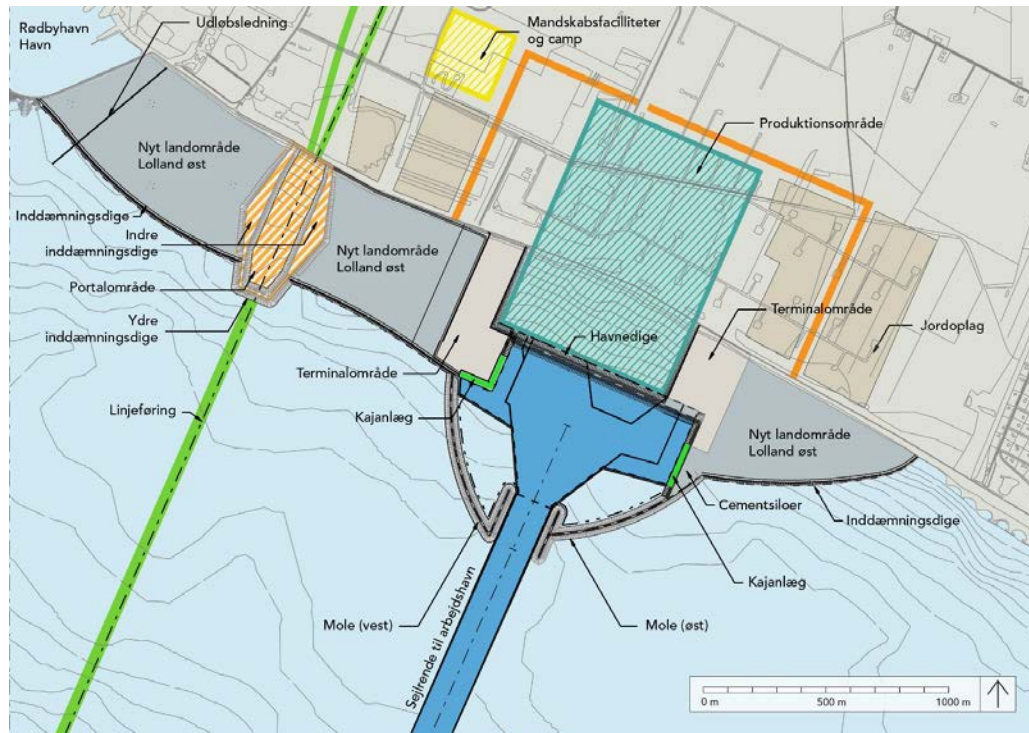 Rødbyhavn
Havn
Udløbsledning
Mandskabsfacilliteter
og camp
Produktionsområde
Nyt landområde
Lolland øst
Inddæmningsdige
Indre
inddæmningsdige
Nyt landområde
Lolland øst
Portalområde
Ydre
inddæmningsdige
Havnedige
Terminalområde
Jordoplag
Terminalområde
Kajanlæg
Linjeføring
Nyt landområde
Lolland øst
Cementsiloer
Inddæmningsdige
Kajanlæg
Mole (vest)
Sejlrende til arbejdshavn
Mole (øst)
0 m
500 m
1000 m